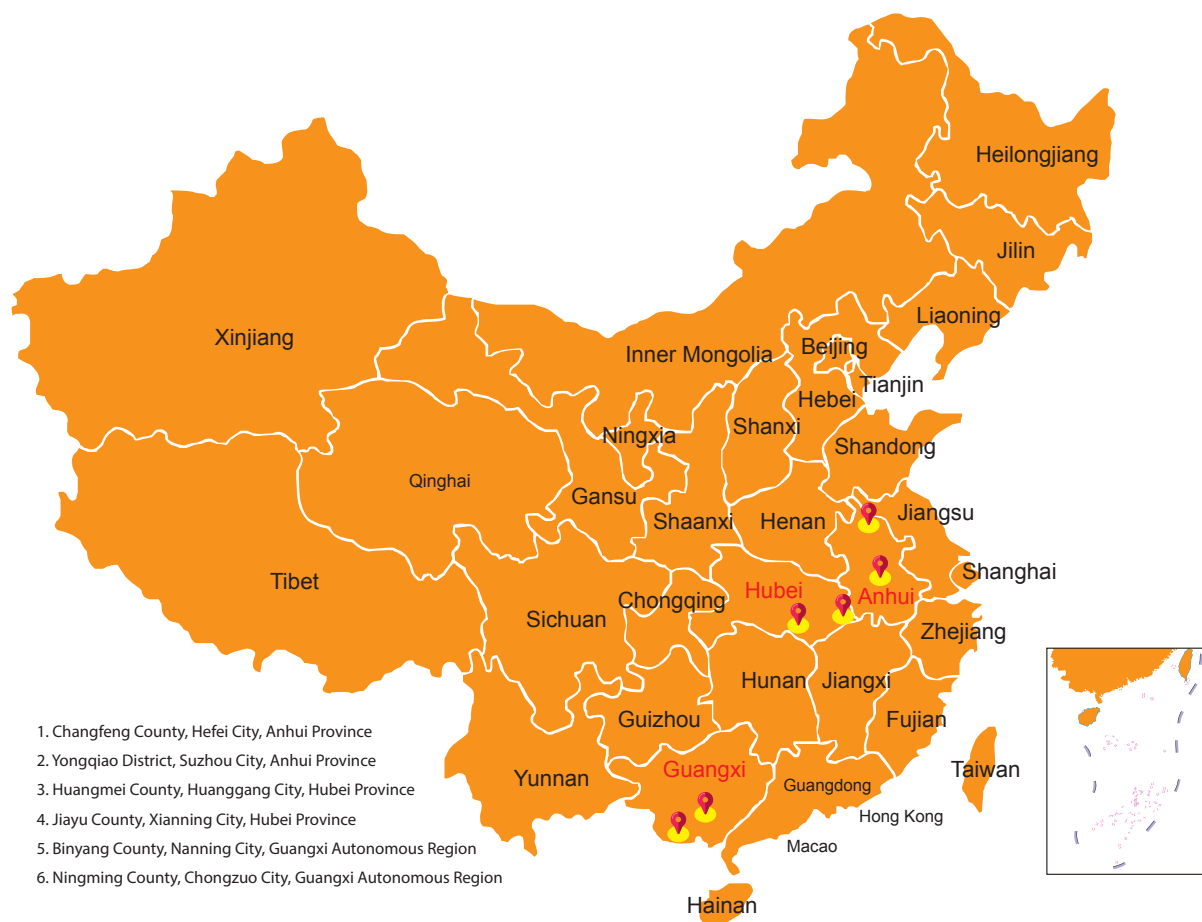 Heilongjiang
Jilin
Liaoning
Xinjiang
Inner Mongolia
Beijing
Tianjin
Hebei
Shanxi
Ningxia
Shandong
Qinghai
Gansu
Shaanxi
Henan
Jiangsu
Tibet
Shanghai
Hubei
Anhui
Chongqing
Sichuan
Zhejiang
Hunan
Jiangxi
Guizhou
Fujian
Guangxi
Yunnan
Guangdong
Taiwan
Hong Kong
Macao
Hainan
1. Changfeng County, Hefei City, Anhui Province
2. Yongqiao District, Suzhou City, Anhui Province
3. Huangmei County, Huanggang City, Hubei Province
4. Jiayu County, Xianning City, Hubei Province
5. Binyang County, Nanning City, Guangxi Autonomous Region
6. Ningming County, Chongzuo City, Guangxi Autonomous Region